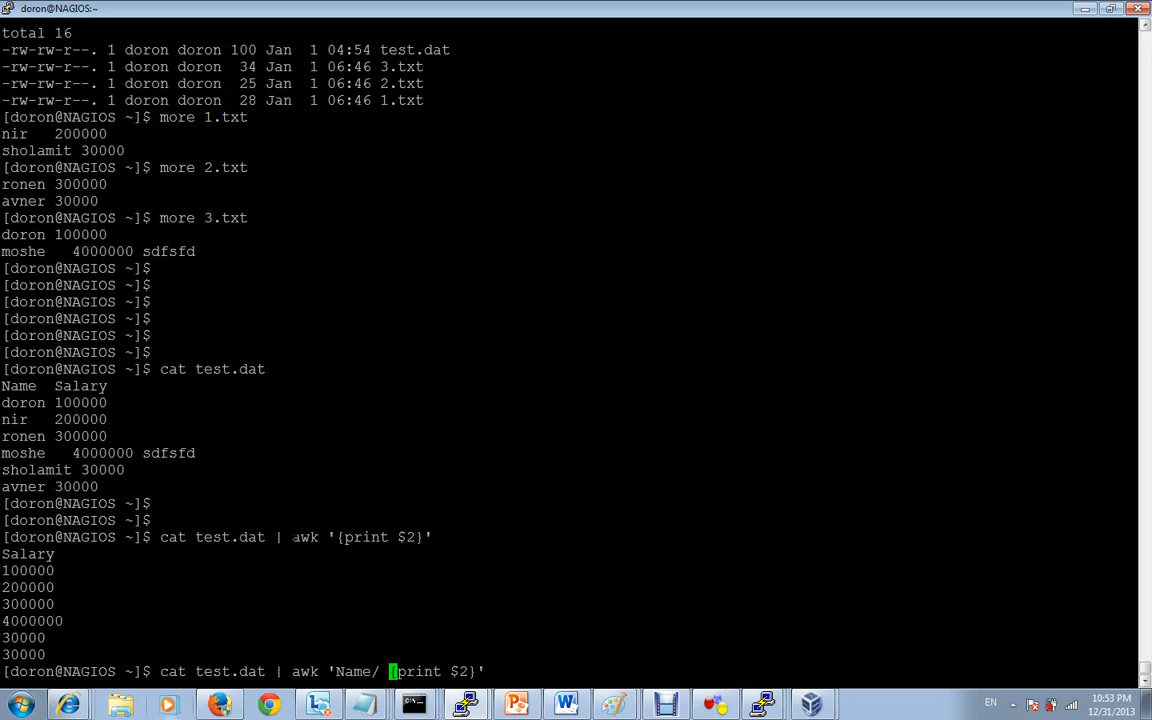 doron@NAGIOS:~
total 16
-rw-rw-r--. 1 doron doron 100 Jan  1 04:54 test.dat
-rw-rw-r--. 1 doron doron  34 Jan  1 06:46 3.txt
-rw-rw-r--. 1 doron doron  25 Jan  1 06:46 2.txt
-rw-rw-r--. 1 doron doron  28 Jan  1 06:46 1.txt
[doron@NAGIOS ~]$ more 1.txt
nir   200000
sholamit 30000
[doron@NAGIOS ~]$ more 2.txt
ronen 300000
avner 30000
[doron@NAGIOS ~]$ more 3.txt
doron 100000
moshe   4000000 sdfsfd
[doron@NAGIOS ~]$
[doron@NAGIOS ~]$
[doron@NAGIOS ~]$
[doron@NAGIOS ~]$
[doron@NAGIOS ~]$
[doron@NAGIOS ~]$
[doron@NAGIOS ~]$ cat test.dat
Name  Salary
doron 100000
nir   200000
ronen 300000
moshe   4000000 sdfsfd
sholamit 30000
avner 30000
[doron@NAGIOS ~]$
[doron@NAGIOS ~]$
[doron@NAGIOS ~]$ cat test.dat | awk '{print $2}'
Salary
100000
200000
300000
4000000
30000
30000
[doron@NAGIOS ~]$ cat test.dat | awk 'Name/ {print $2}'
EN
10:53 PM
12/31/2013